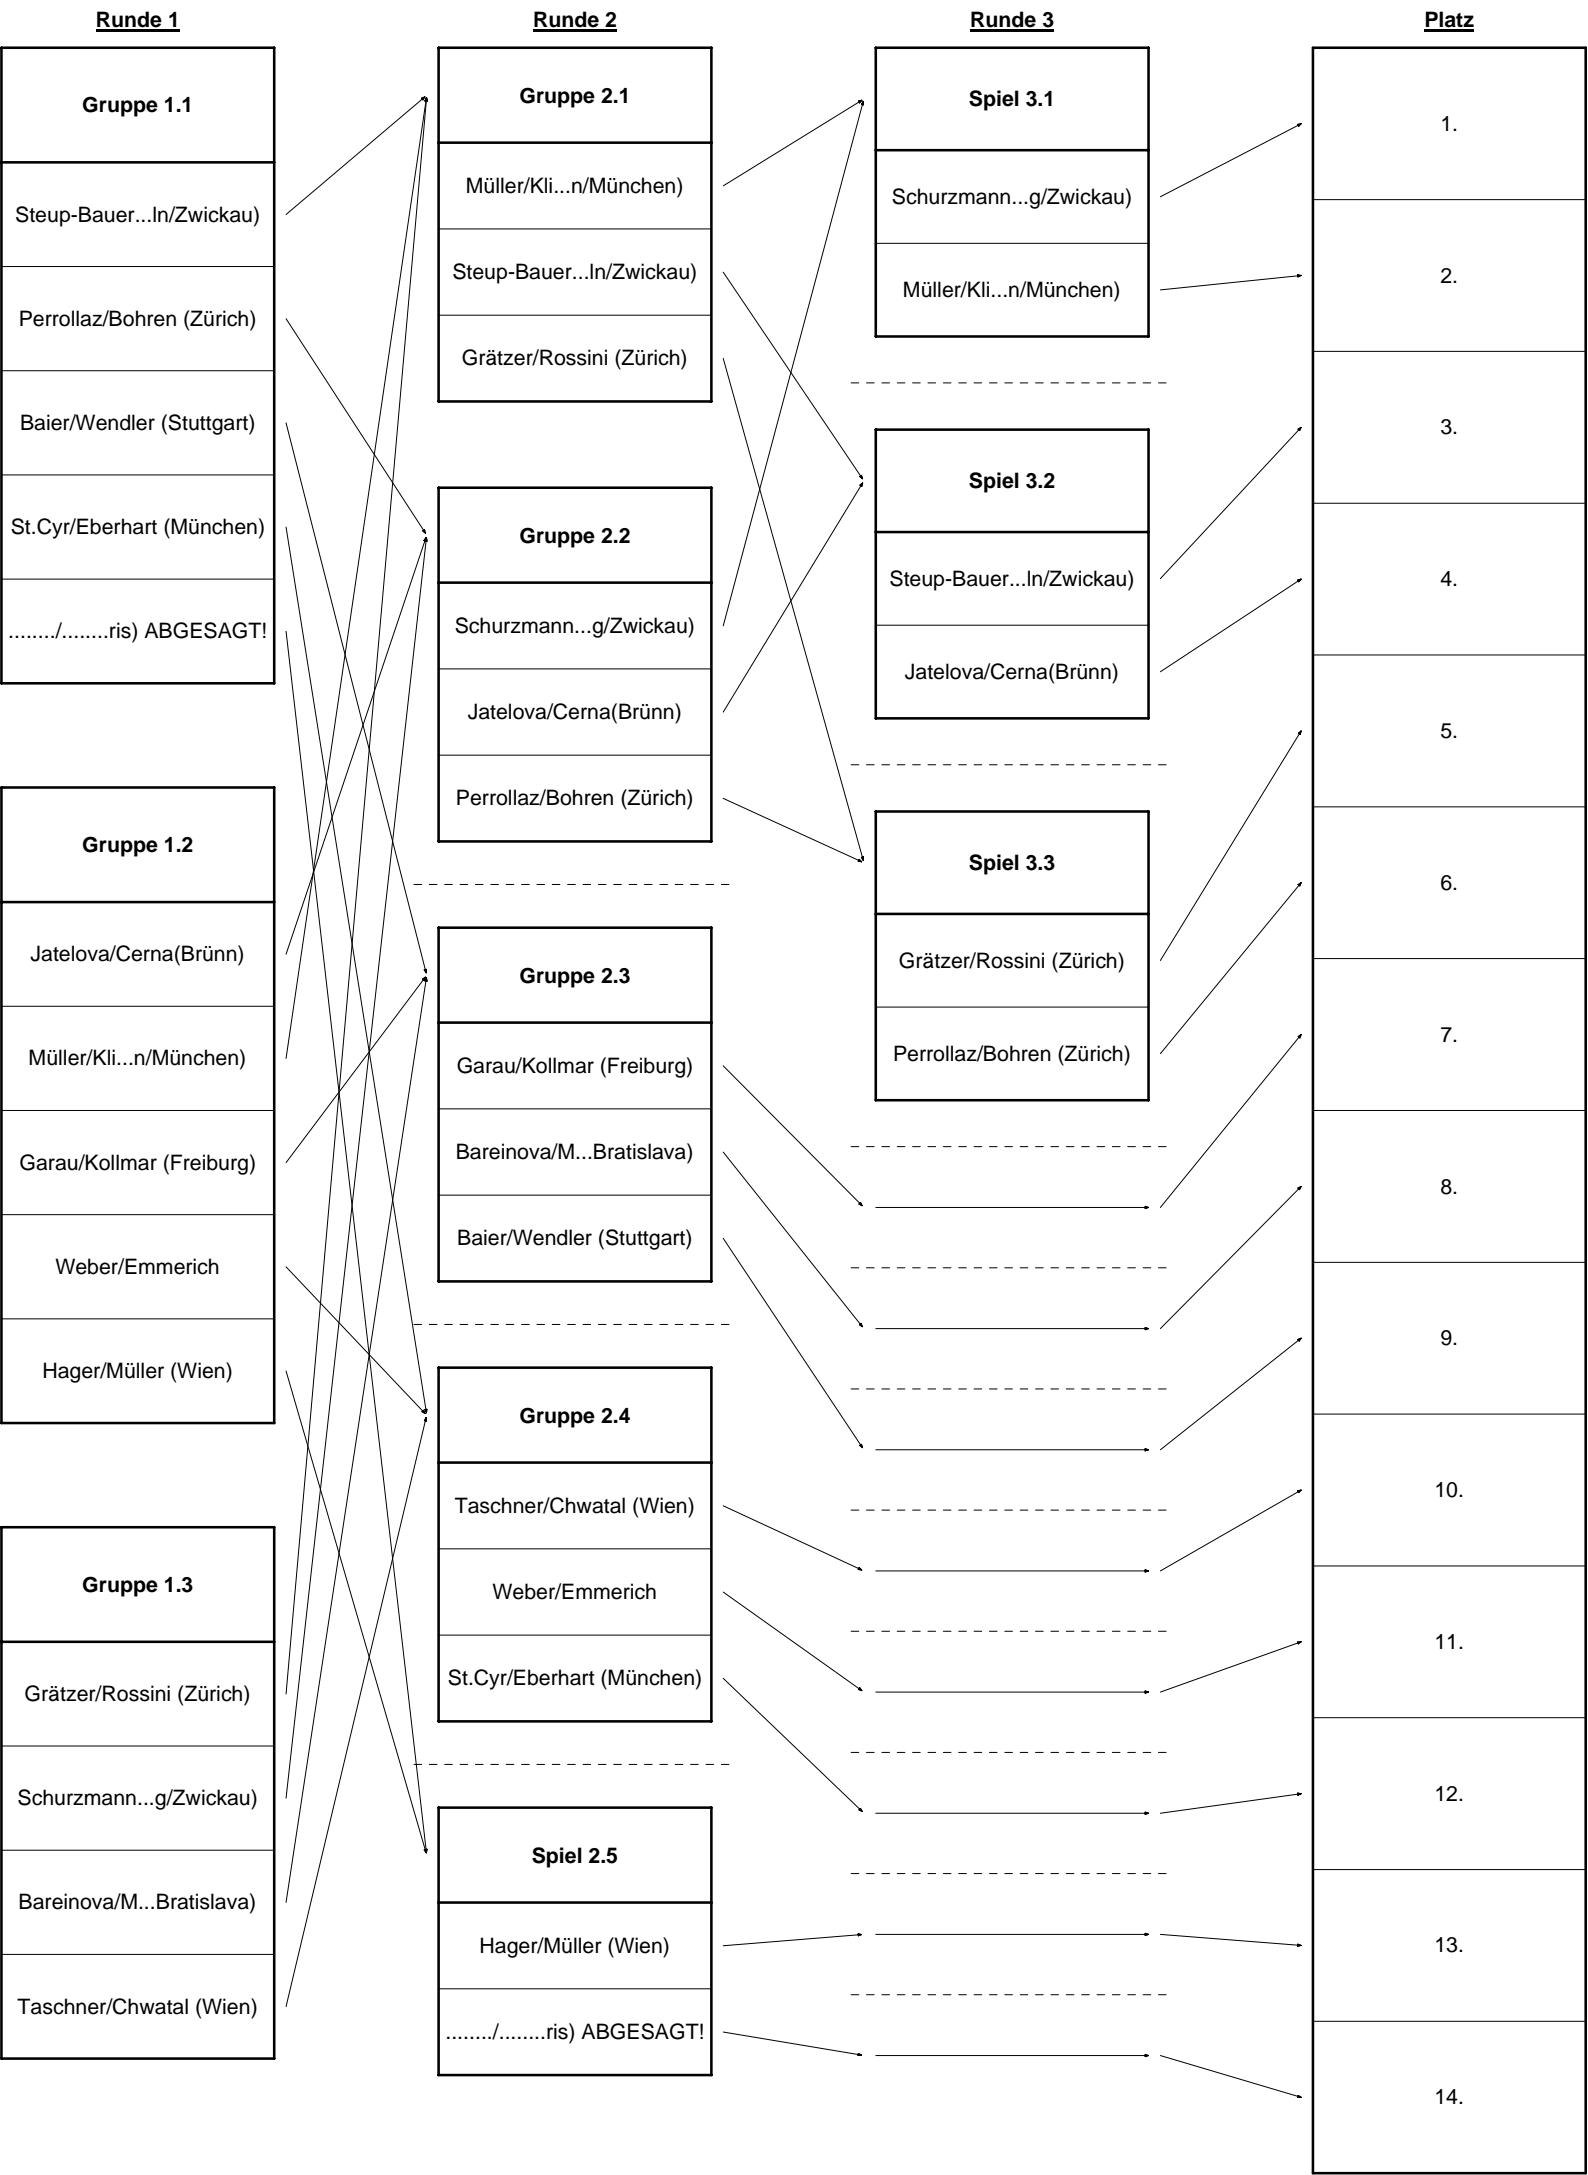 Runde 1
Gruppe 1.1
Steup-Bauer...ln/Zwickau)
Perrollaz/Bohren (Zürich)
Baier/Wendler (Stuttgart)
St.Cyr/Eberhart (München)
......../........ris) ABGESAGT!
Gruppe 1.2
Jatelova/Cerna(Brünn)
Müller/Kli...n/München)
Garau/Kollmar (Freiburg)
Weber/Emmerich
Hager/Müller (Wien)
Gruppe 1.3
Grätzer/Rossini (Zürich)
Schurzmann...g/Zwickau)
Bareinova/M...Bratislava)
Taschner/Chwatal (Wien)
Runde 2
Gruppe 2.1
Müller/Kli...n/München)
Steup-Bauer...ln/Zwickau)
Grätzer/Rossini (Zürich)
Gruppe 2.2
Schurzmann...g/Zwickau)
Jatelova/Cerna(Brünn)
Perrollaz/Bohren (Zürich)
Gruppe 2.3
Garau/Kollmar (Freiburg)
Bareinova/M...Bratislava)
Baier/Wendler (Stuttgart)
Gruppe 2.4
Taschner/Chwatal (Wien)
Weber/Emmerich
St.Cyr/Eberhart (München)
Spiel 2.5
Hager/Müller (Wien)
......../........ris) ABGESAGT!
Runde 3
Spiel 3.1
Schurzmann...g/Zwickau)
Müller/Kli...n/München)
Spiel 3.2
Steup-Bauer...ln/Zwickau)
Jatelova/Cerna(Brünn)
Spiel 3.3
Grätzer/Rossini (Zürich)
Perrollaz/Bohren (Zürich)
Platz
1.
2.
3.
4.
5.
6.
7.
8.
9.
10.
11.
12.
13.
14.